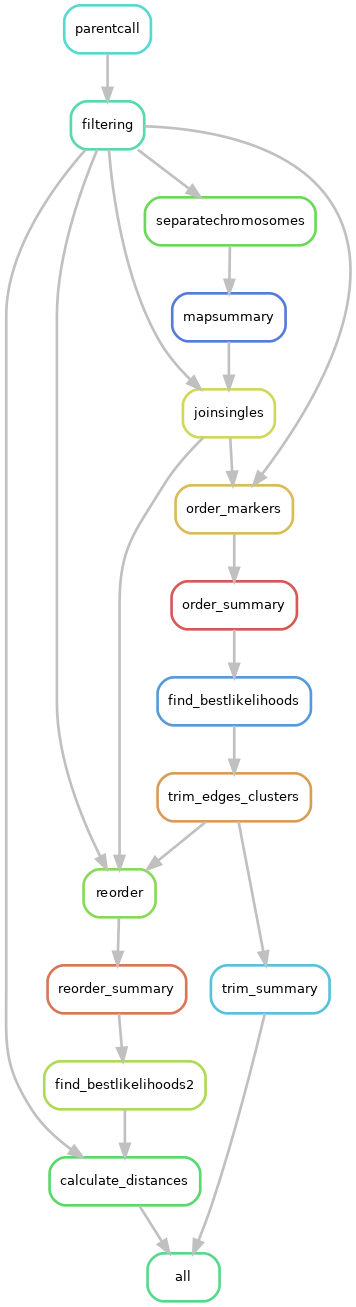 parentcall
filtering
separatechromosomes
mapsummary
joinsingles
order_markers
order_summary
find_bestlikelihoods
trim_edges_clusters
reorder
reorder_summary
trim_summary
find_bestlikelihoods2
calculate_distances
all